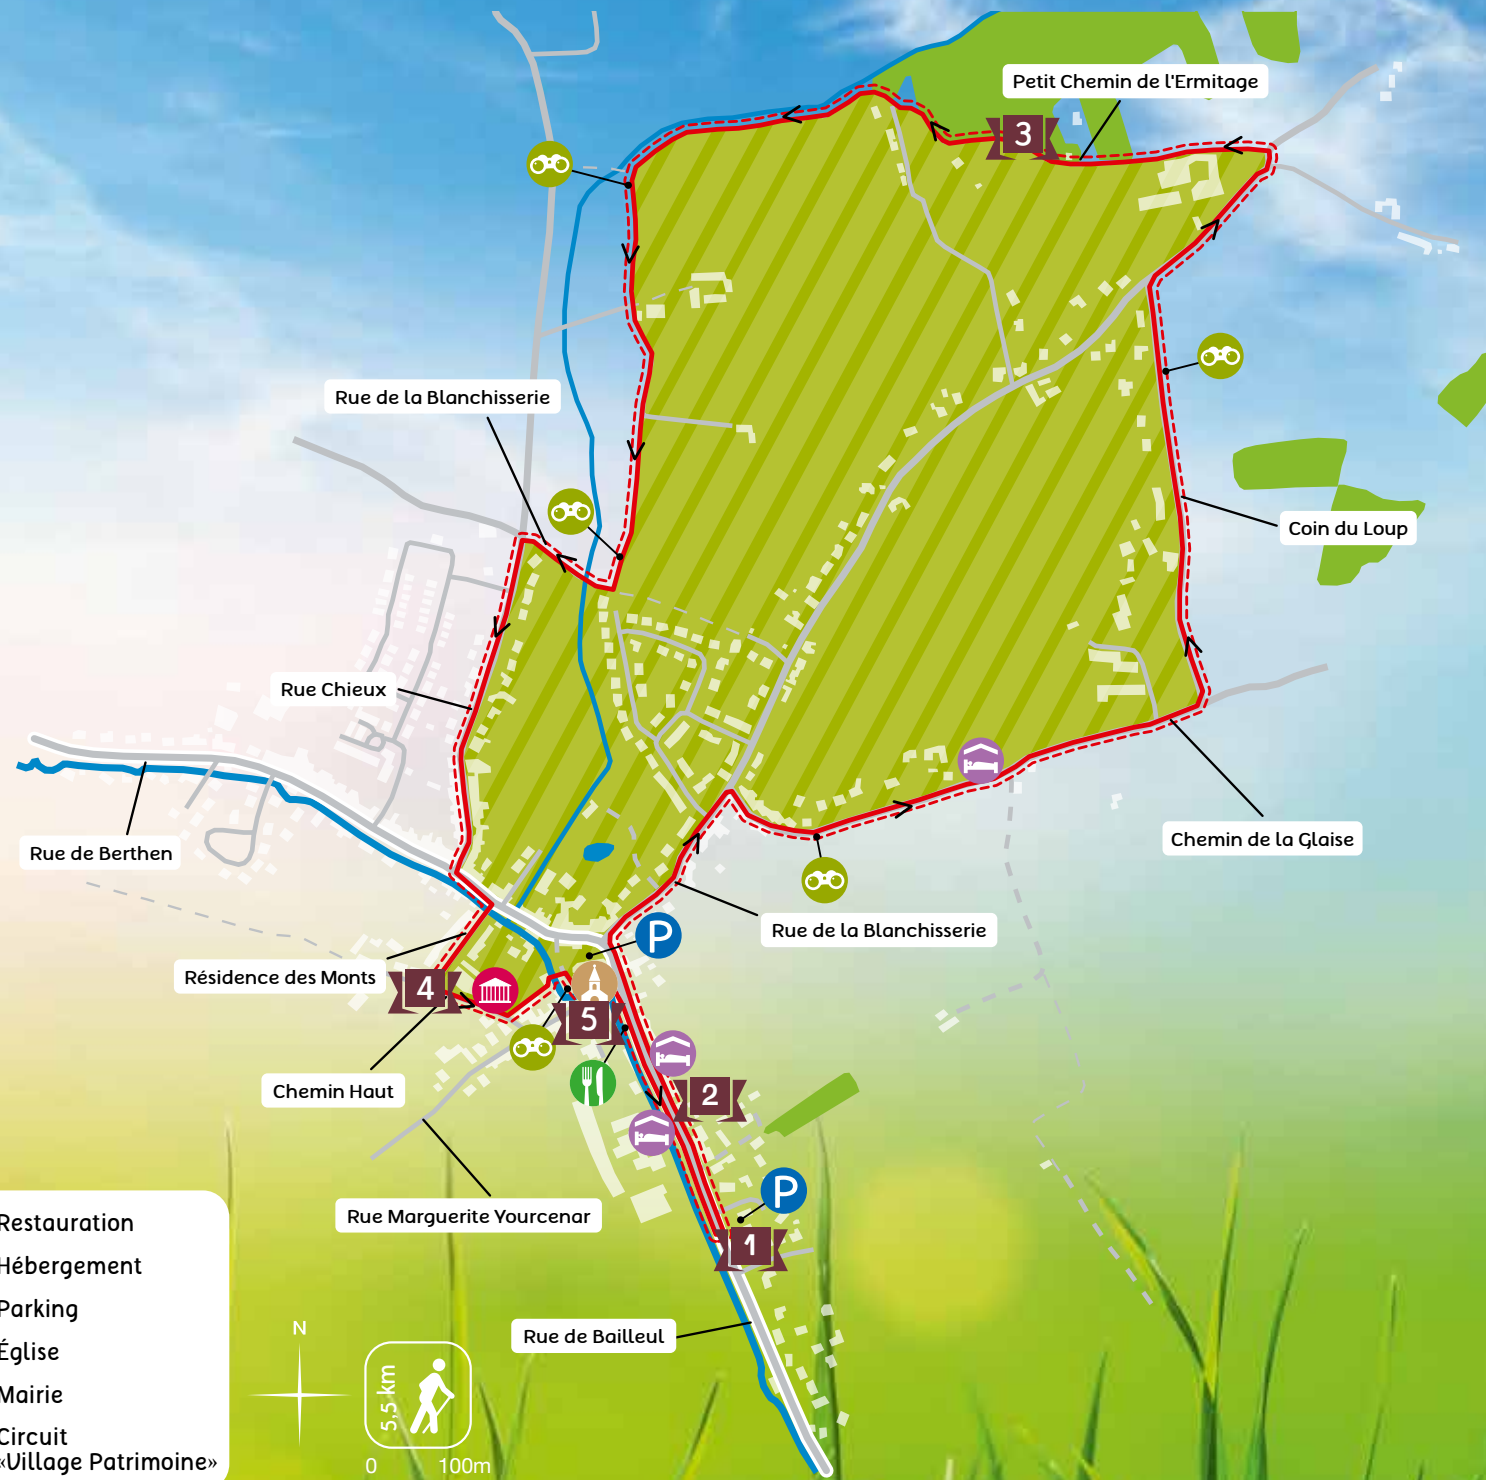 Petit Chemin de l'Ermitage
3
Rue de la Blanchisserie
Coin du Loup
Rue Chieux
Chemin de la Glaise
Rue de Berthen
Rue de la Blanchisserie
P
Résidence des Monts
4
5
Chemin Haut
2
P
Rue Marguerite Yourcenar
1
Restauration
Hébergement
Parking
Église
Mairie
Circuit
«Village Patrimoine»
N
5,5 km
0 100m
Rue de Bailleul